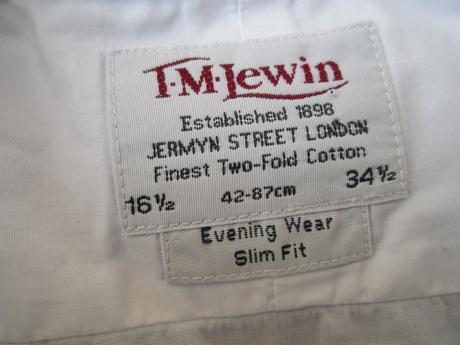 T·M·Lewin
Established 1898
JERMYN STREET LONDON
Finest Two-Fold Cotton
16½ 42-87cm 34½
Evening Wear
Slim Fit